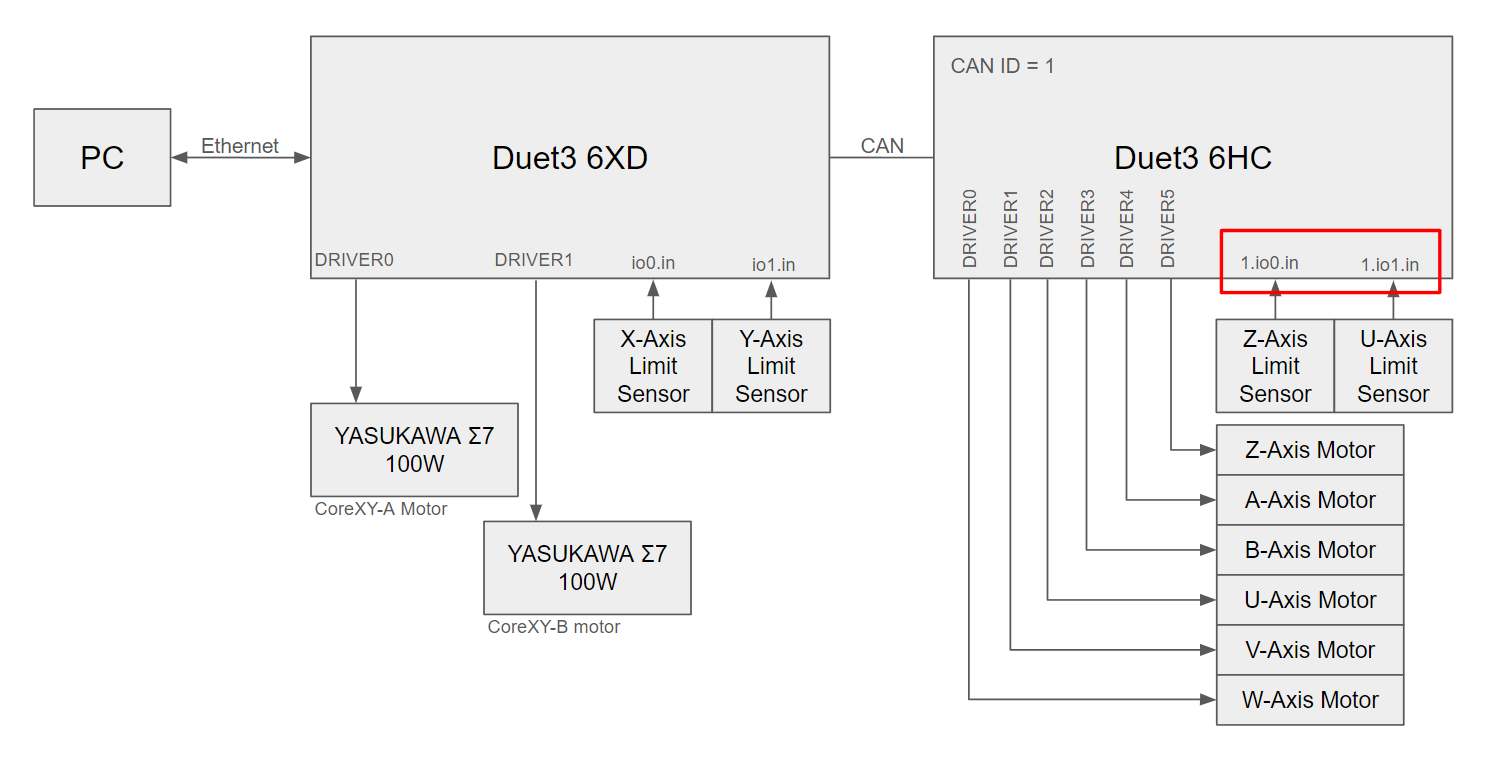 CAN ID = 1
PC
Ethernet
Duet3 6XD
CAN
Duet3 6HC
DRIVER0
DRIVER1
io0.in
io1.in
DRIVER0
DRIVER1
DRIVER2
DRIVER3
DRIVER4
DRIVER5
1.io0.in
1.io1.in
X-Axis
Limit
Sensor
Y-Axis
Limit
Sensor
Z-Axis
Limit
Sensor
U-Axis
Limit
Sensor
YASUKAWA Σ7
100W
CoreXY-A Motor
YASUKAWA Σ7
100W
CoreXY-B motor
Z-Axis Motor
A-Axis Motor
B-Axis Motor
U-Axis Motor
V-Axis Motor
W-Axis Motor